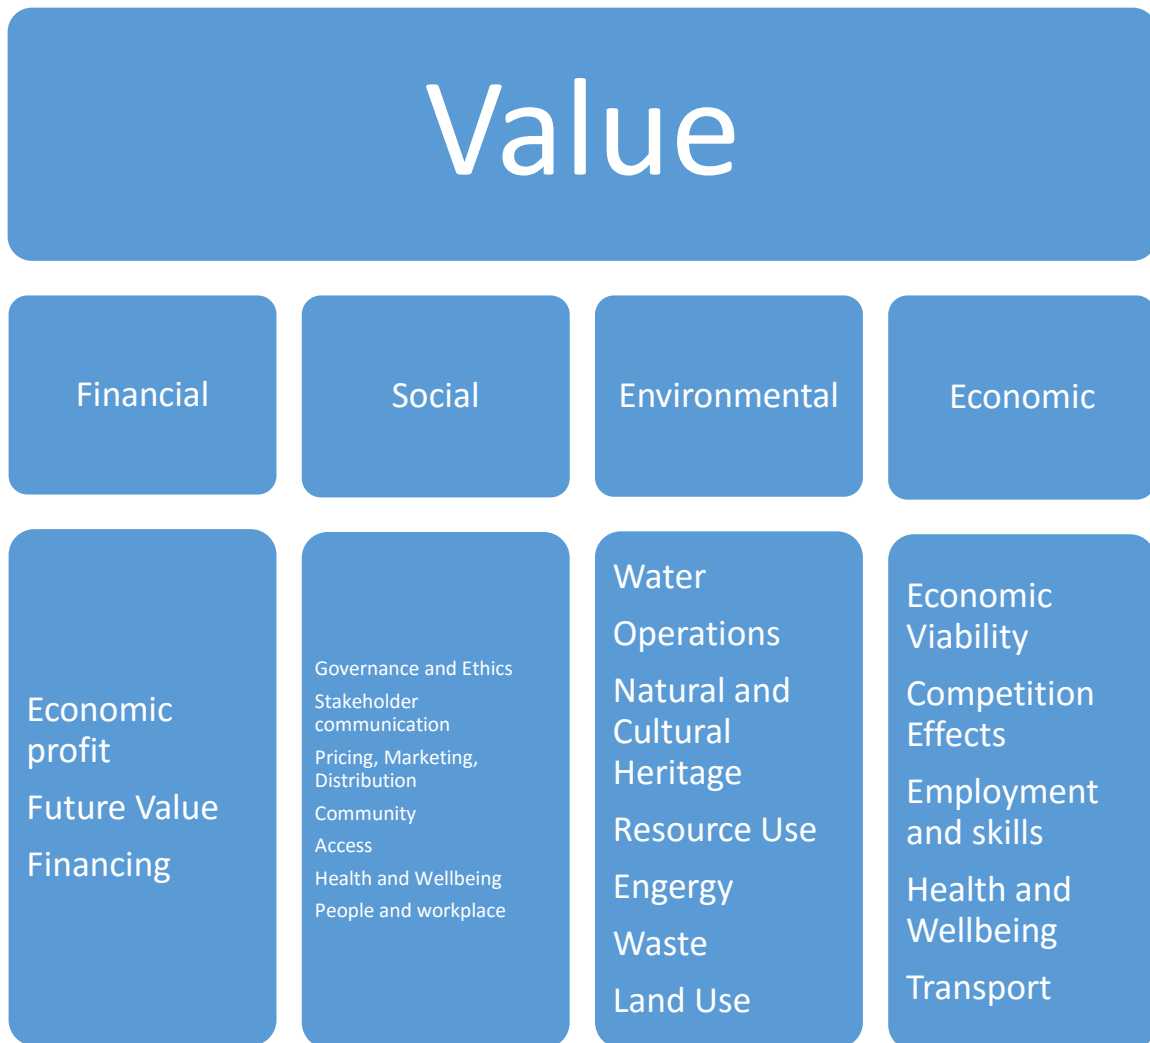 Value
Financial
Social
Environmental
Economic
Economic
profit
Future Value
Financing
Governance and Ethics
Stakeholder
communication
Pricing, Marketing,
Distribution
Community
Access
Health and Wellbeing
People and workplace
Water
Operations
Natural and
Cultural
Heritage
Resource Use
Engergy
Waste
Land Use
Economic
Viability
Competition
Effects
Employment
and skills
Health and
Wellbeing
Transport